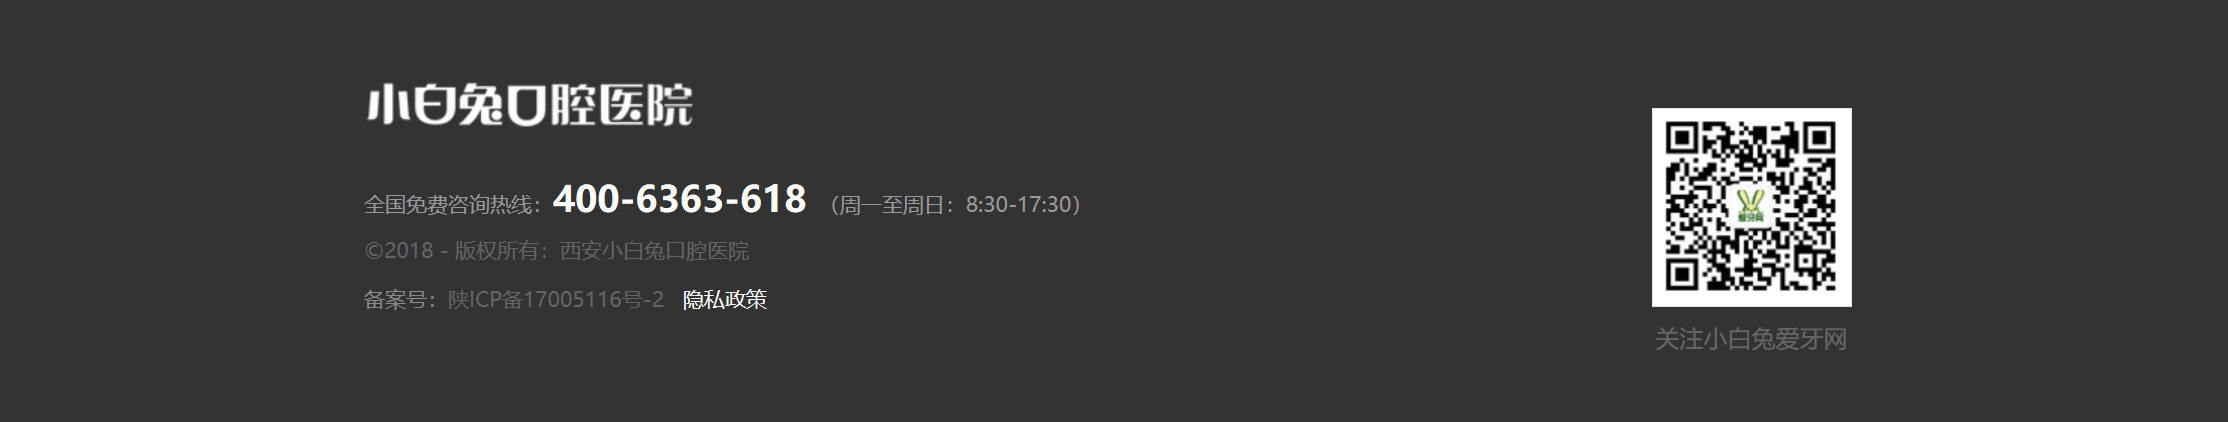 小白兔口腔医院
全国免费咨询热线：400-6363-618 （周一至周日：8:30-17:30）
©2018 - 版权所有：西安小白兔口腔医院
备案号：陕ICP备17005116号-2 隐私政策
爱牙网
关注小白兔爱牙网